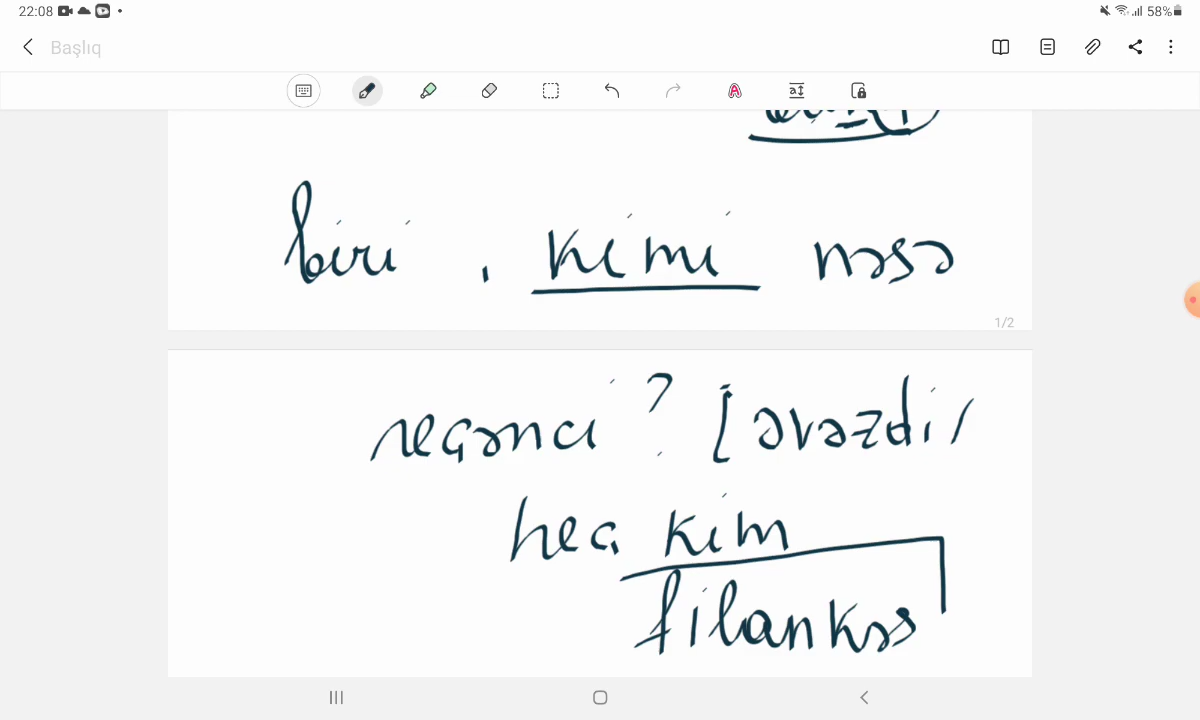 22:08 58%
Başlıq
biri, kimi nəsə
1/2
neçənci? [əvəzdir
heç kim
filankəs